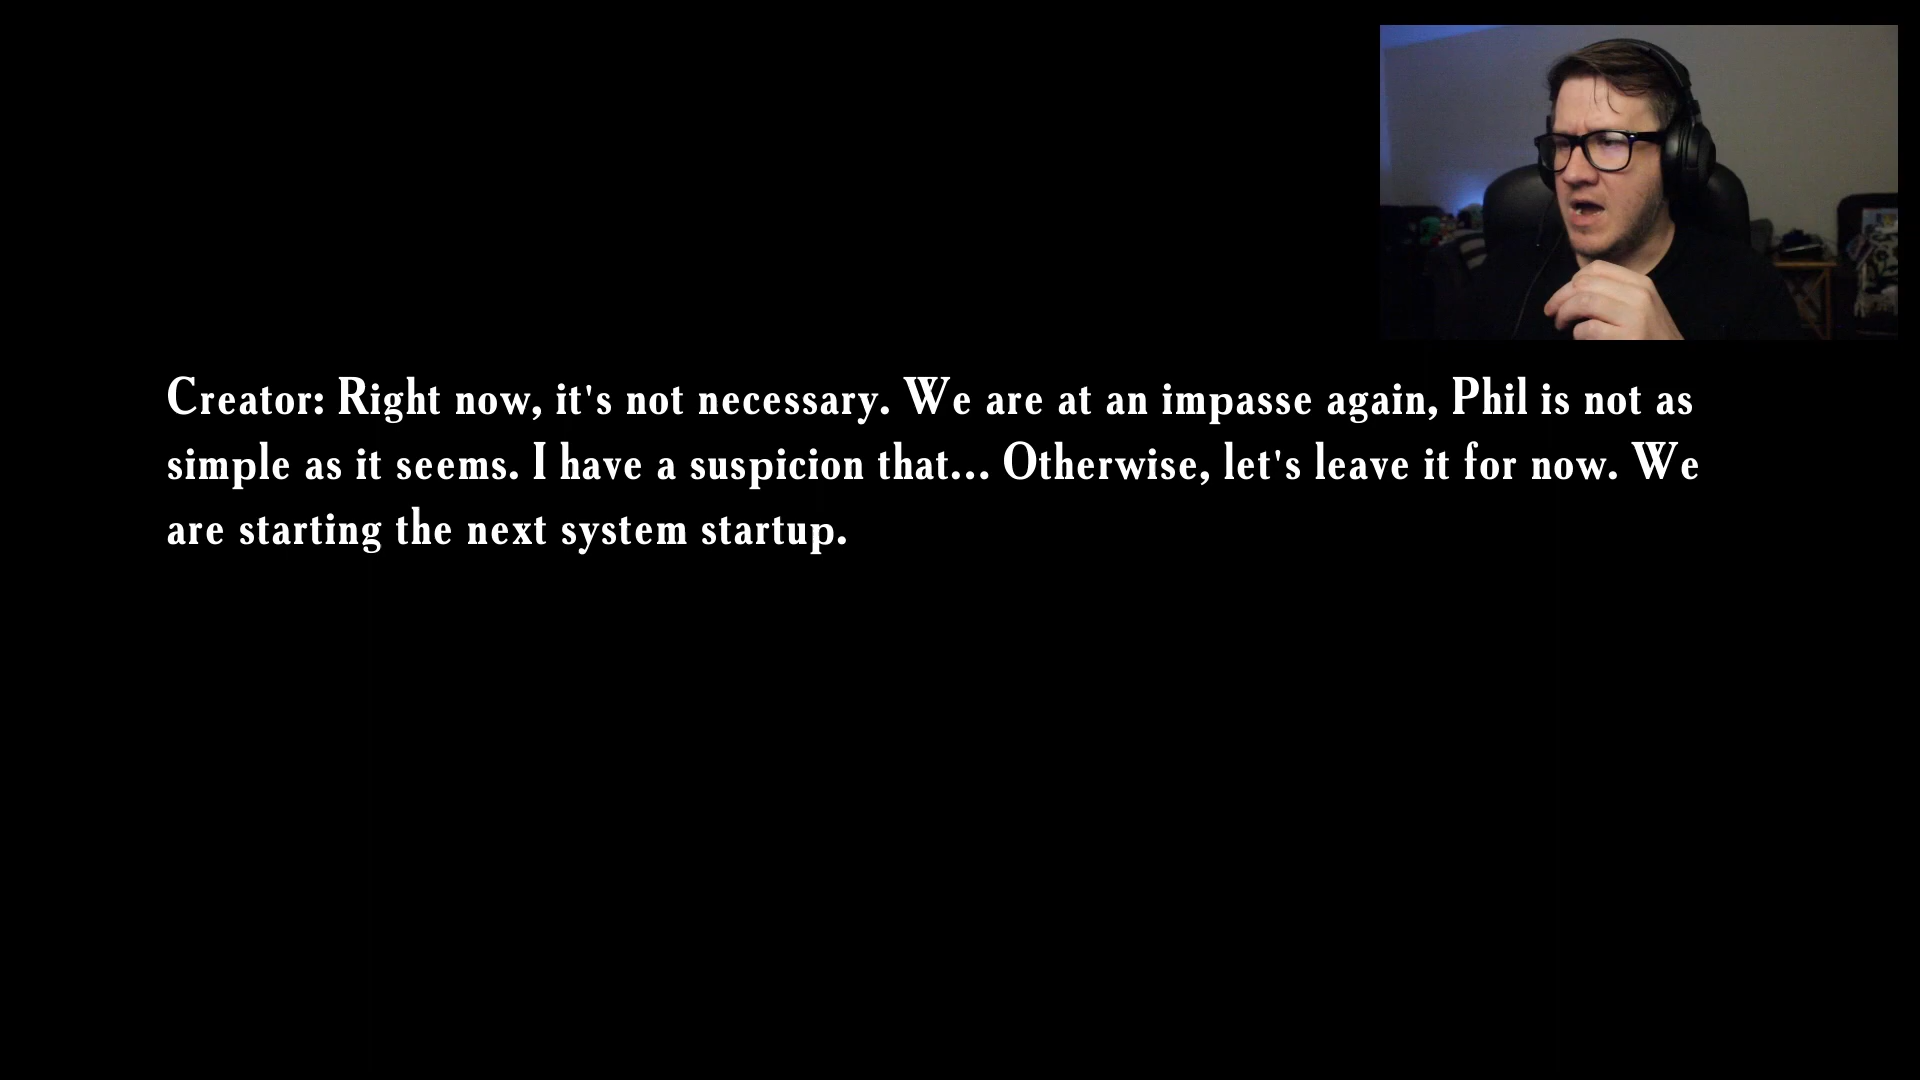 Creator: Right now, it's not necessary. We are at an impasse again, Phil is not as
simple as it seems. I have a suspicion that... Otherwise, let's leave it for now. We
are starting the next system startup.